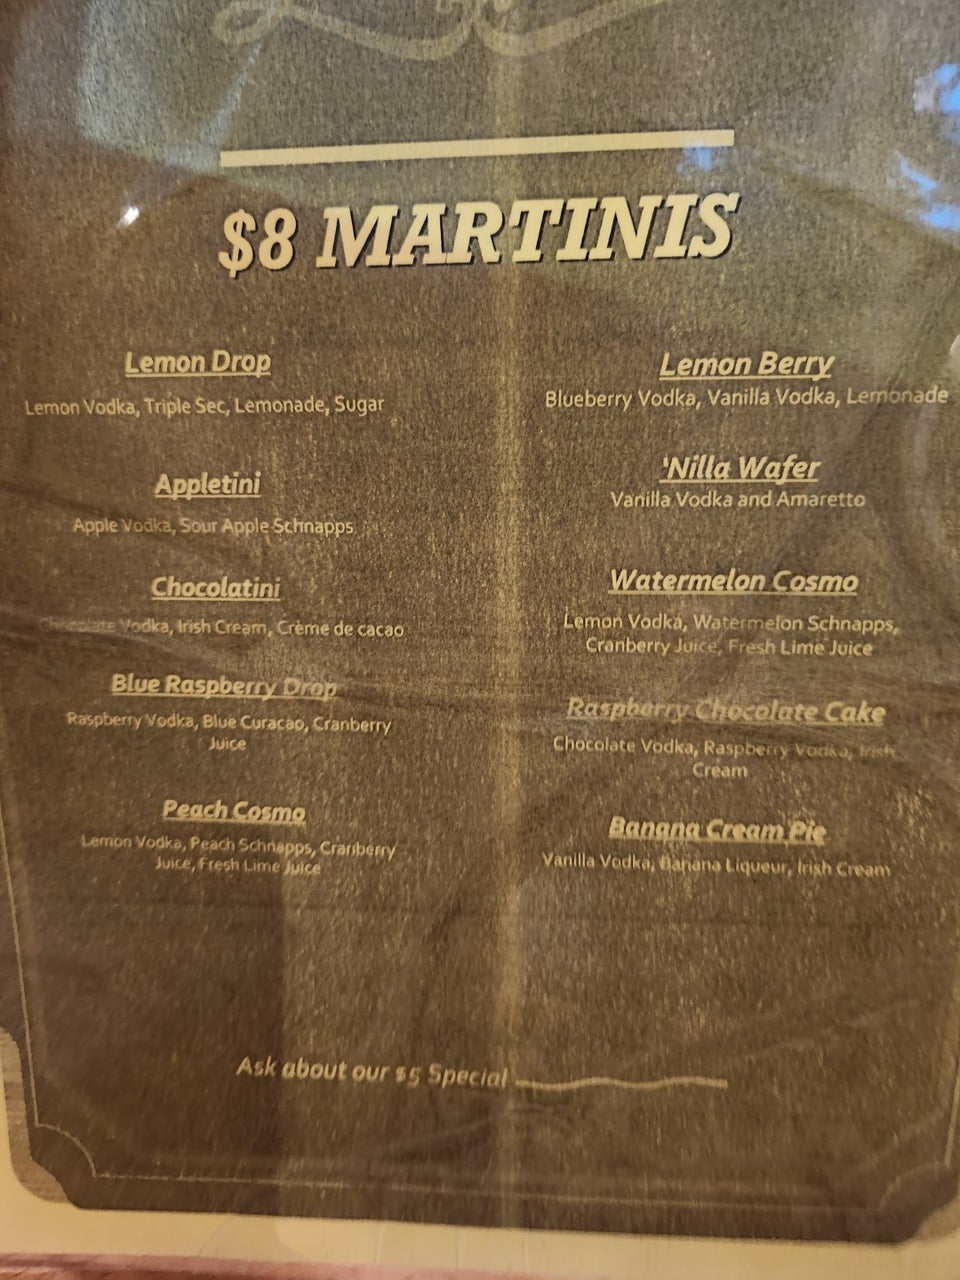 $8 MARTINIS
Lemon Drop
Lemon Vodka, Triple Sec, Lemonade, Sugar
Appletini
Apple Vodka, Sour Apple Schnapps
Chocolatini
Chocolate Vodka, Irish Cream, Crème de cacao
Blue Raspberry Drop
Raspberry Vodka, Blue Curacao, Cranberry
Juice
Peach Cosmo
Lemon Vodka, Peach Schnapps, Cranberry
Juice, Fresh Lime Juice
Lemon Berry
Blueberry Vodka, Vanilla Vodka, Lemonade
'Nilla Wafer
Vanilla Vodka and Amaretto
Watermelon Cosmo
Lemon Vodka, Watermelon Schnapps,
Cranberry Juice, Fresh Lime Juice
Raspberry Chocolate Cake
Chocolate Vodka, Raspberry Vodka, Irish
Cream
Banana Cream Pie
Vanilla Vodka, Banana Liqueur, Irish Cream
Ask about our $5 Special